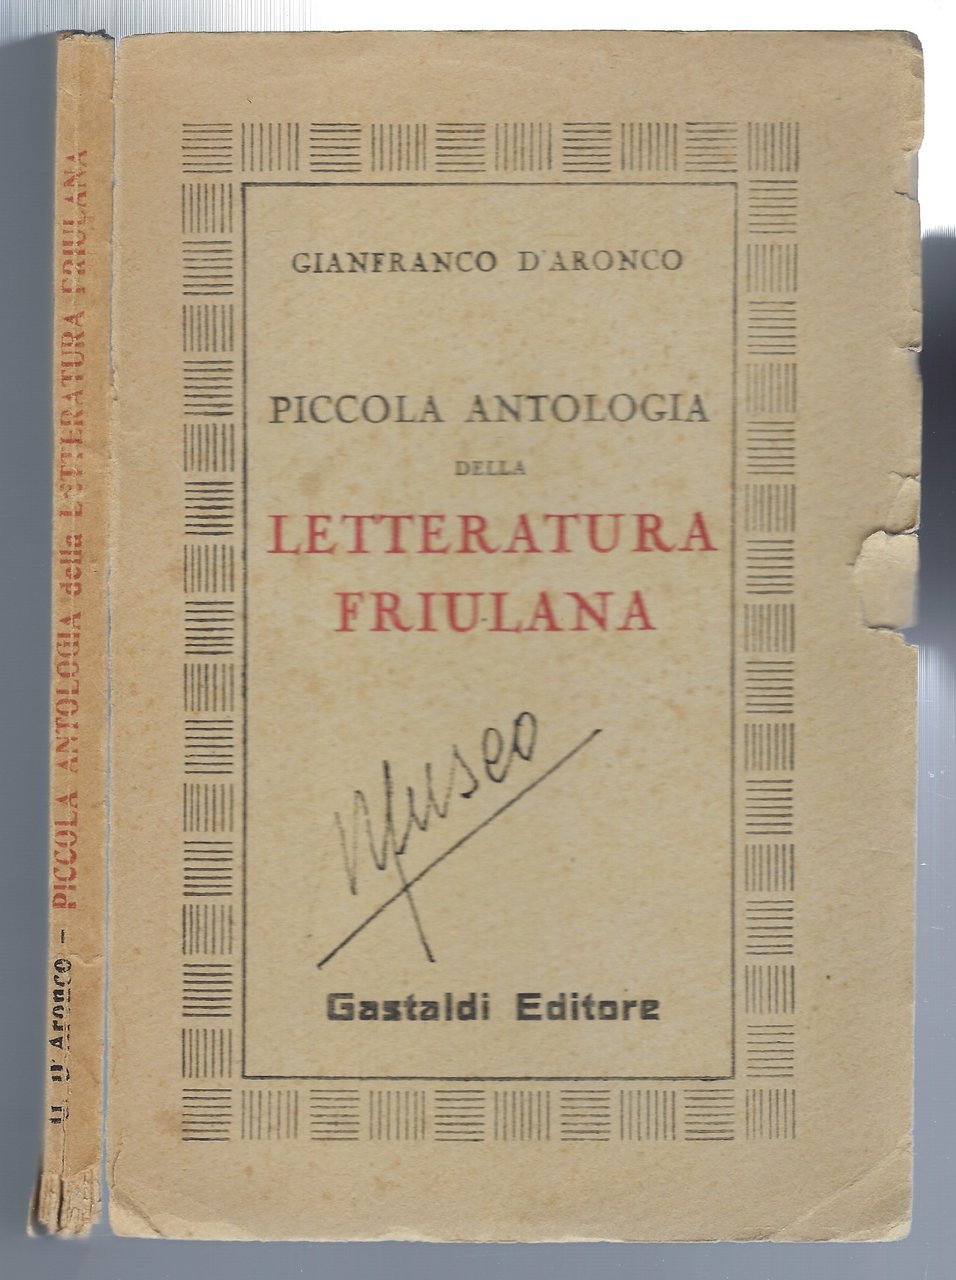 G. D'Aronco – PICCOLA ANTOLOGIA della LETTERATURA FRIULANA
GIANFRANCO D'ARONCO
PICCOLA ANTOLOGIA
DELLA
LETTERATURA
FRIULANA
Museo
Gastaldi Editore